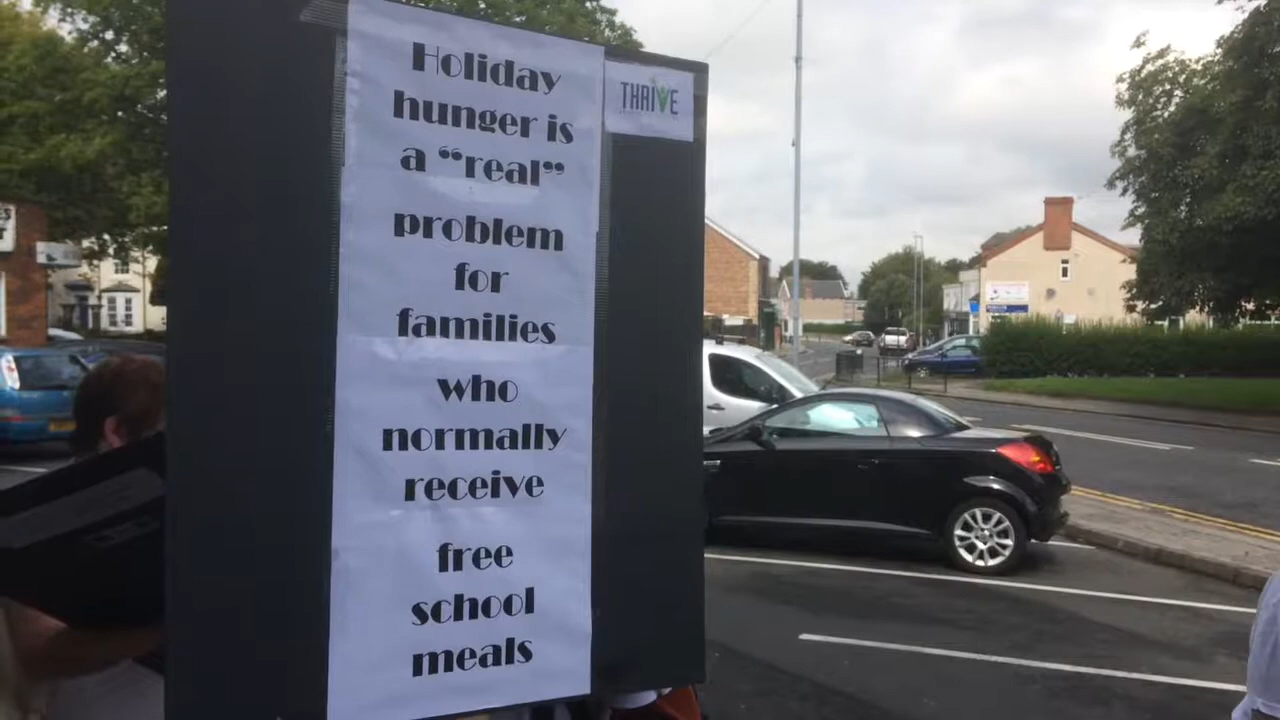 Holiday
hunger is
a “real”
problem
for
families
who
normally
receive
free
school
meals
THRIVE